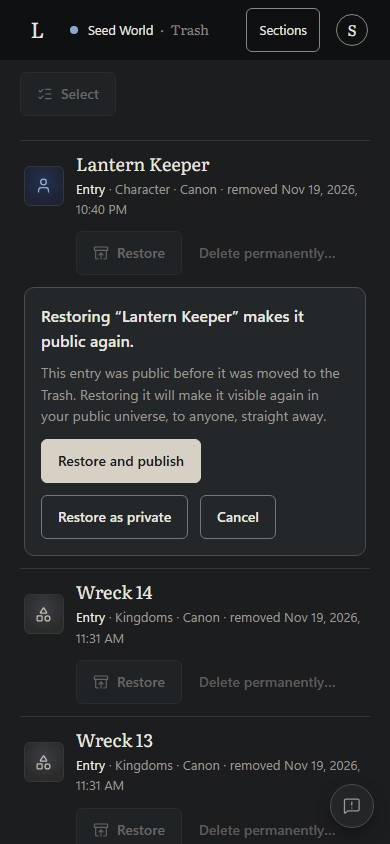 L
Seed World · Trash
Sections
S
Select
Lantern Keeper
Entry · Character · Canon · removed Nov 19, 2026,
10:40 PM
Restore
Delete permanently...
Restoring “Lantern Keeper” makes it
public again.
This entry was public before it was moved to the
Trash. Restoring it will make it visible again in
your public universe, to anyone, straight away.
Restore and publish
Restore as private
Cancel
Wreck 14
Entry · Kingdoms · Canon · removed Nov 19, 2026,
11:31 AM
Restore
Delete permanently...
Wreck 13
Entry · Kingdoms · Canon · removed Nov 19, 2026,
11:31 AM
Restore
Delete permanently...